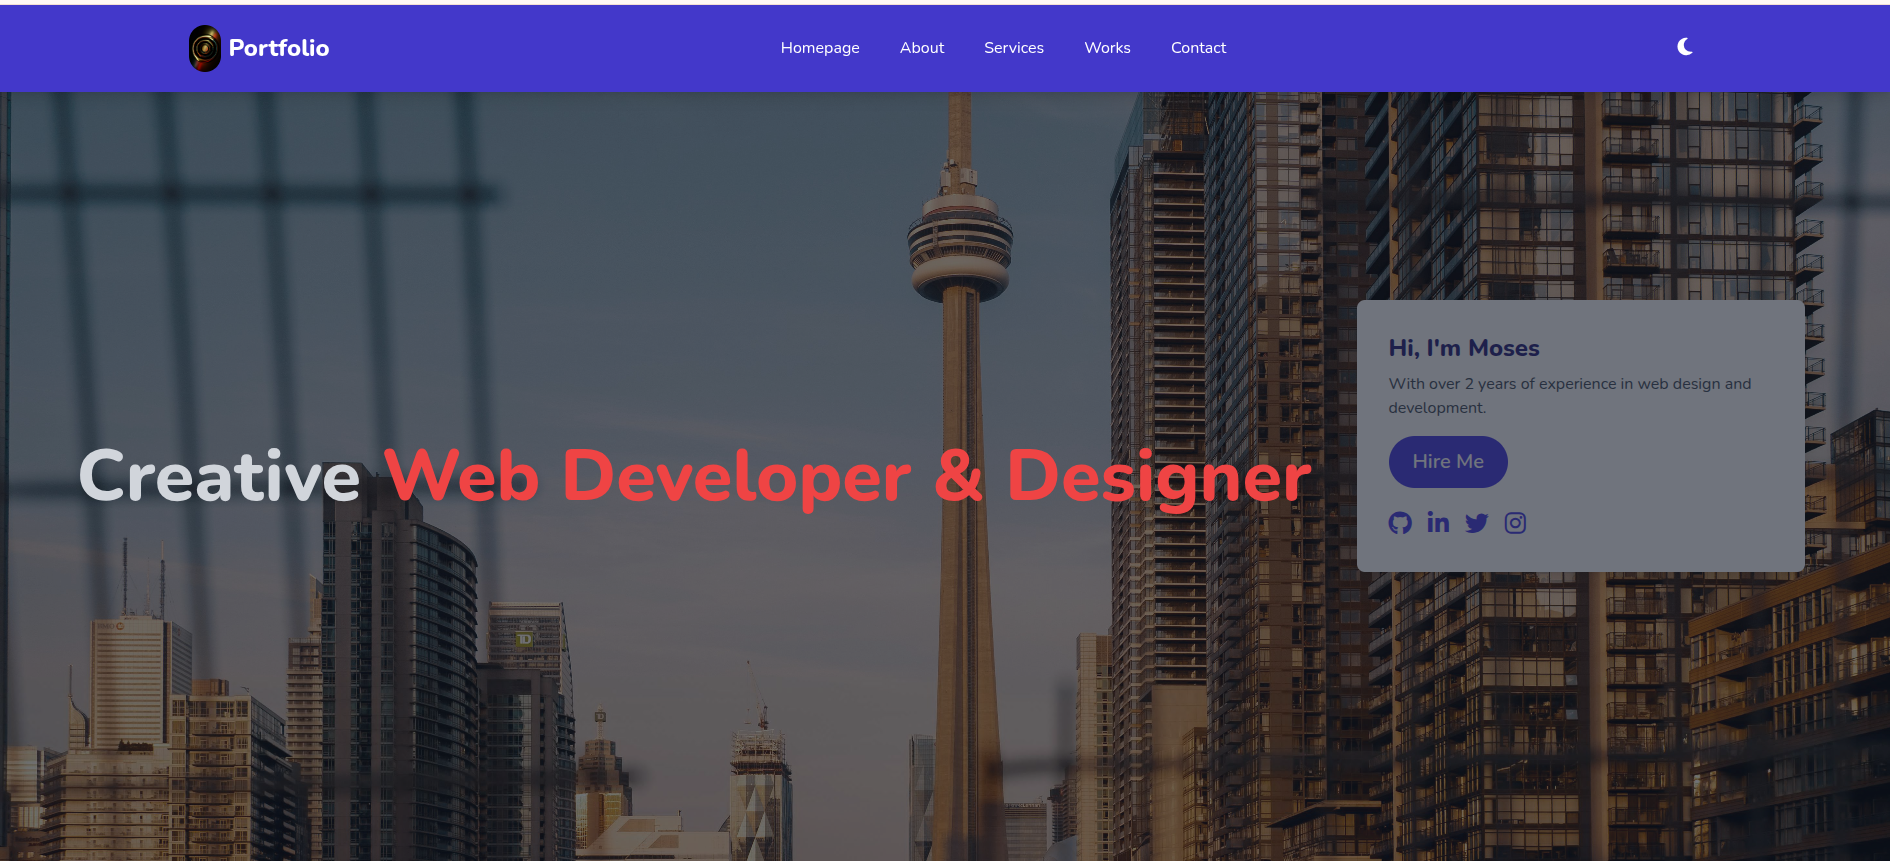 Portfolio
Homepage
About
Services
Works
Contact
Creative Web Developer & Designer
Hi, I'm Moses
With over 2 years of experience in web design and
development.
Hire Me
TD